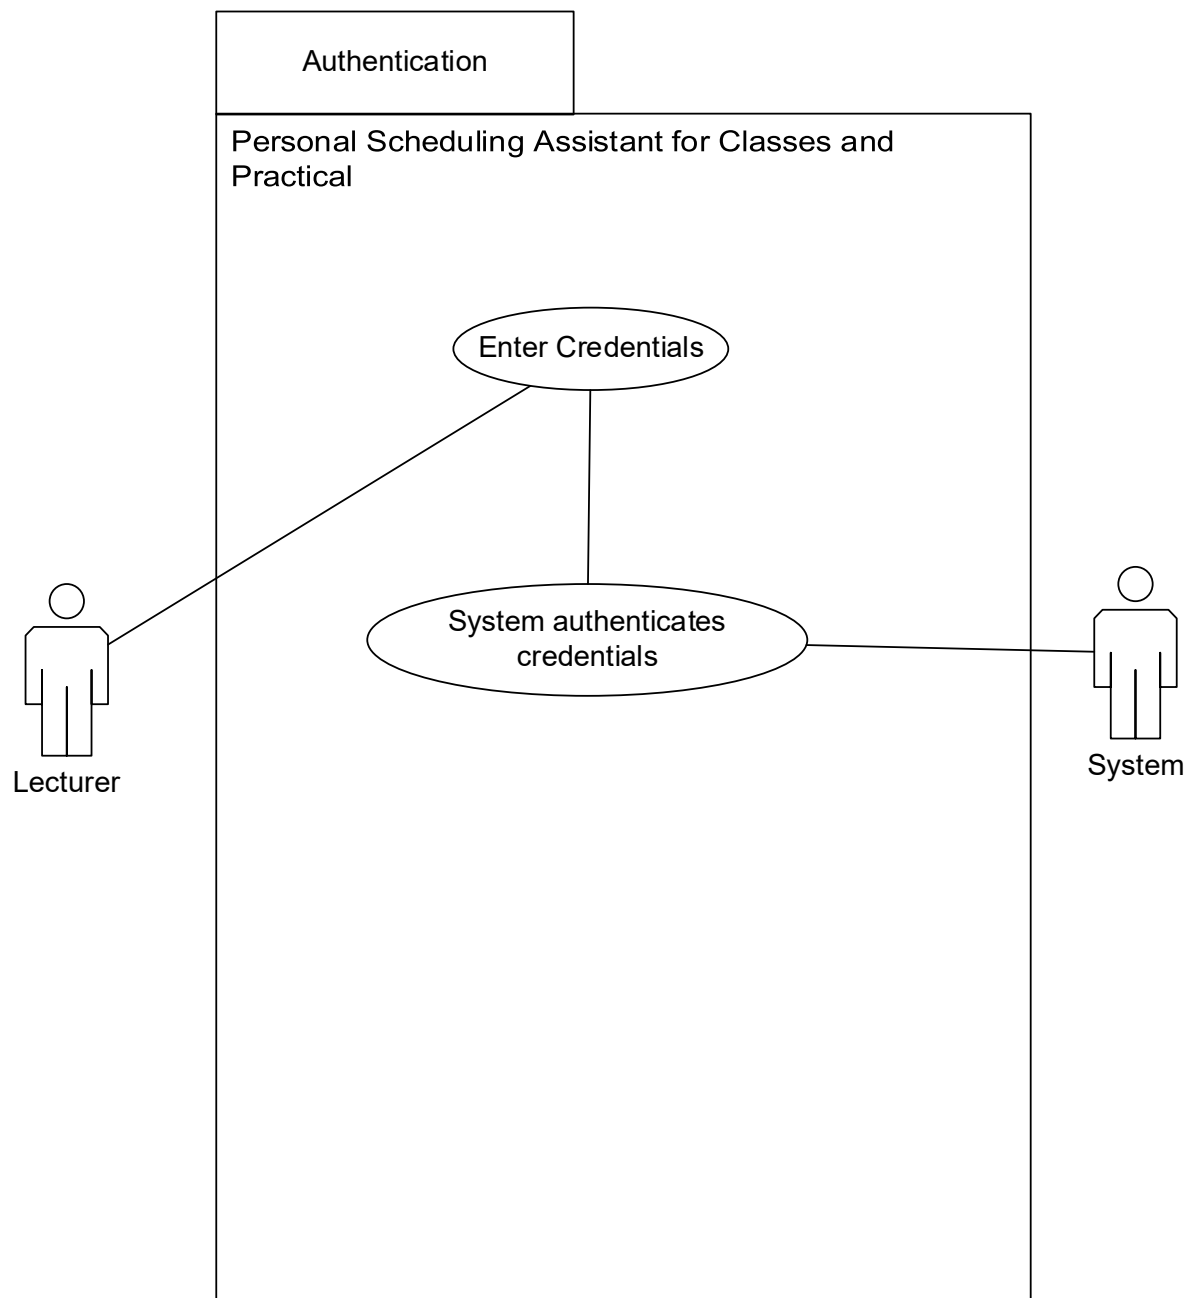 Authentication
Personal Scheduling Assistant for Classes and
Practical
Enter Credentials
System authenticates
credentials
Lecturer
System